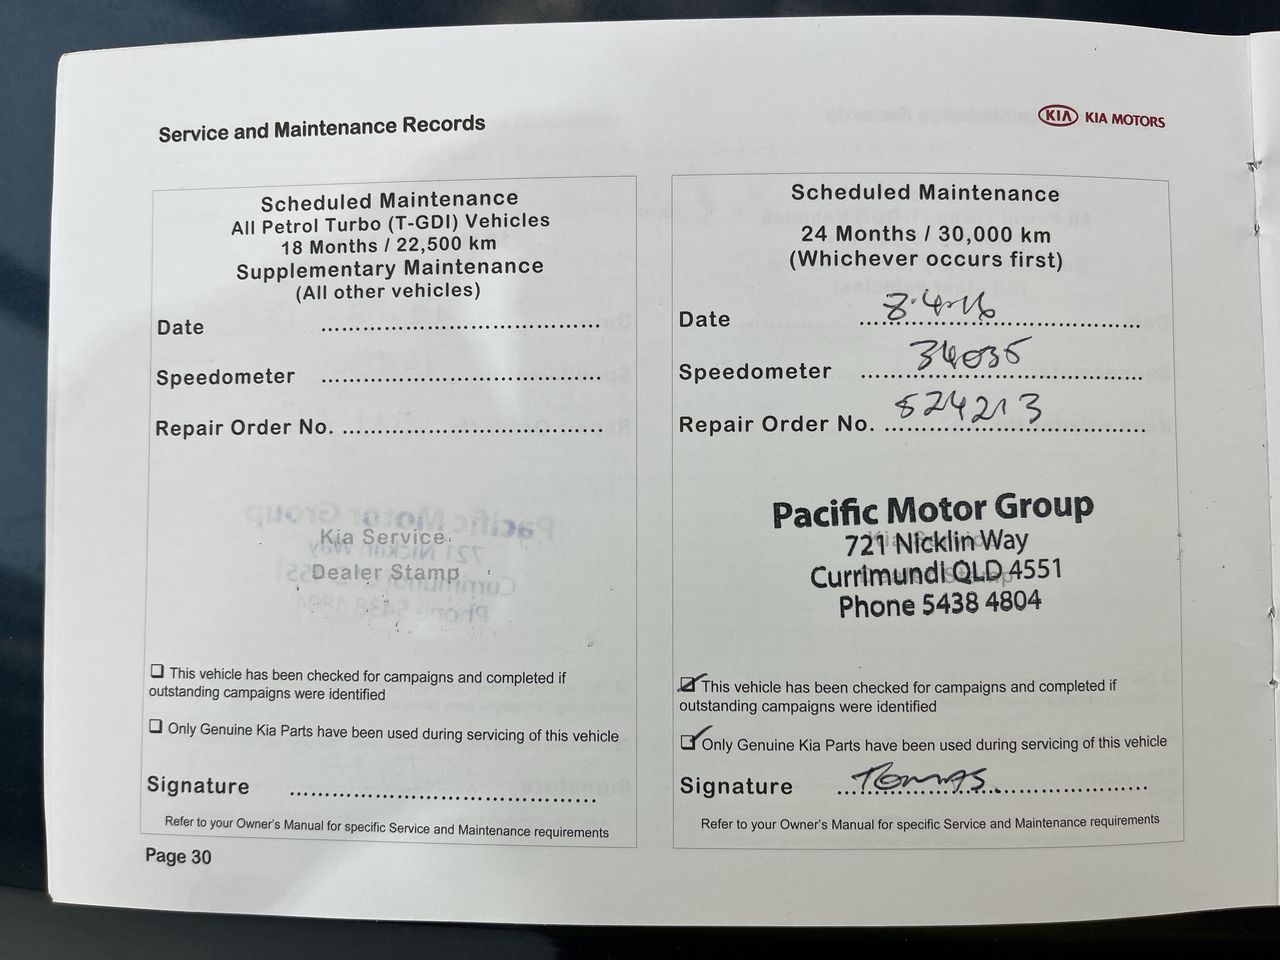 Service and Maintenance Records
KIA KIA MOTORS
Scheduled Maintenance
All Petrol Turbo (T-GDI) Vehicles
18 Months / 22,500 km
Supplementary Maintenance
(All other vehicles)
Date
Speedometer
Repair Order No.
Kia Service
Dealer Stamp
❑ This vehicle has been checked for campaigns and completed if
outstanding campaigns were identified
❑ Only Genuine Kia Parts have been used during servicing of this vehicle
Signature
Refer to your Owner's Manual for specific Service and Maintenance requirements
Page 30
Scheduled Maintenance
24 Months / 30,000 km
(Whichever occurs first)
Date
Speedometer 34035
Repair Order No. 524213
Pacific Motor Group
721 Nicklin Way
Currimundi QLD 4551
Phone 5438 4804
This vehicle has been checked for campaigns and completed if
outstanding campaigns were identified
Only Genuine Kia Parts have been used during servicing of this vehicle
Signature TOMAS
Refer to your Owner's Manual for specific Service and Maintenance requirements